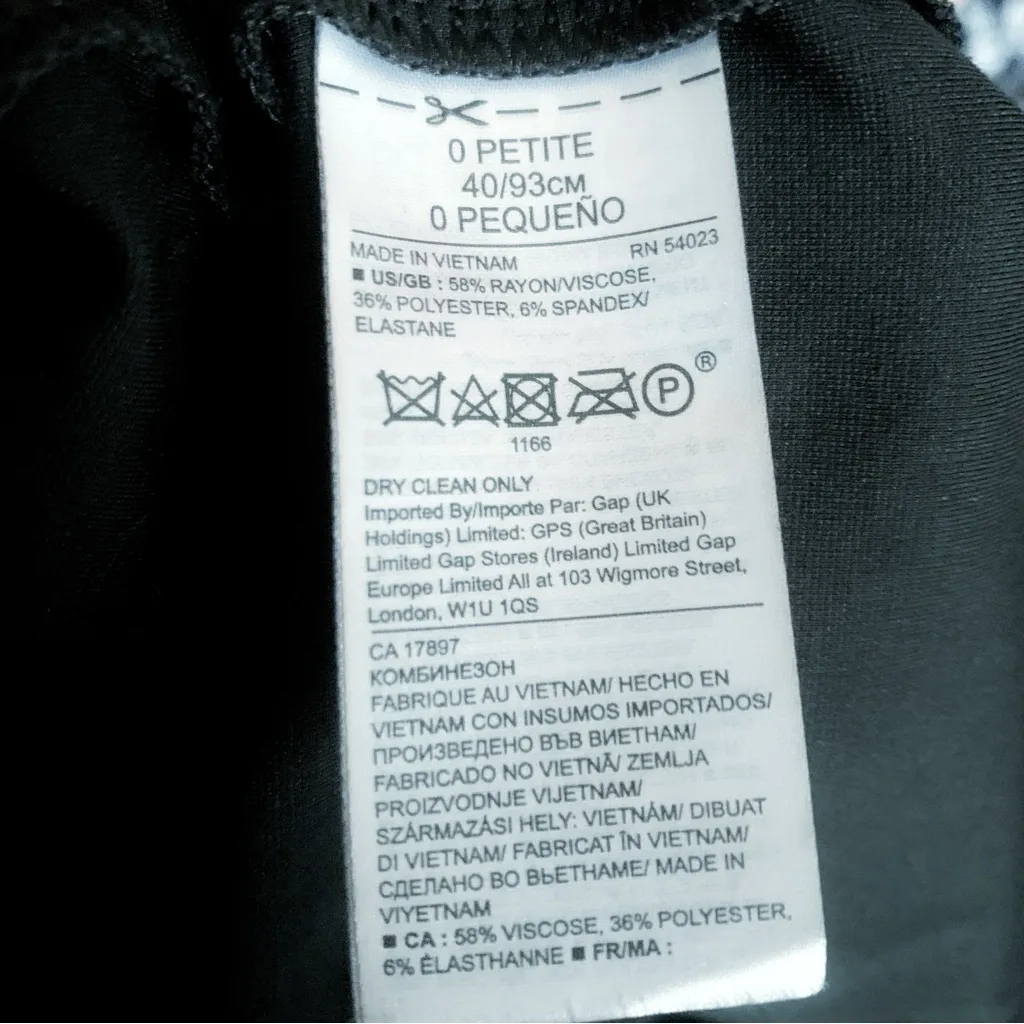 0 PETITE
40/93CM
0 PEQUEÑO
MADE IN VIETNAM RN 54023
■ US/GB : 58% RAYON/VISCOSE,
36% POLYESTER, 6% SPANDEX/
ELASTANE
P ®
1166
DRY CLEAN ONLY
Imported By/Importe Par: Gap (UK
Holdings) Limited: GPS (Great Britain)
Limited Gap Stores (Ireland) Limited Gap
Europe Limited All at 103 Wigmore Street,
London, W1U 1QS
CA 17897
КОМБИНЕЗОН
FABRIQUE AU VIETNAM/ HECHO EN
VIETNAM CON INSUMOS IMPORTADOS/
ПРОИЗВЕДЕНО ВЪВ ВИЕТНАМ/
FABRICADO NO VIETNÃ/ ZEMLJA
PROIZVODNJE VIJETNAM/
SZÁRMAZÁSI HELY: VIETNÁM/ DIBUAT
DI VIETNAM/ FABRICAT ÎN VIETNAM/
СДЕЛАНО ВО ВЬЕТНАМЕ/ MADE IN
VIYETNAM
■ CA : 58% VISCOSE, 36% POLYESTER,
6% ÉLASTHANNE ■ FR/MA :